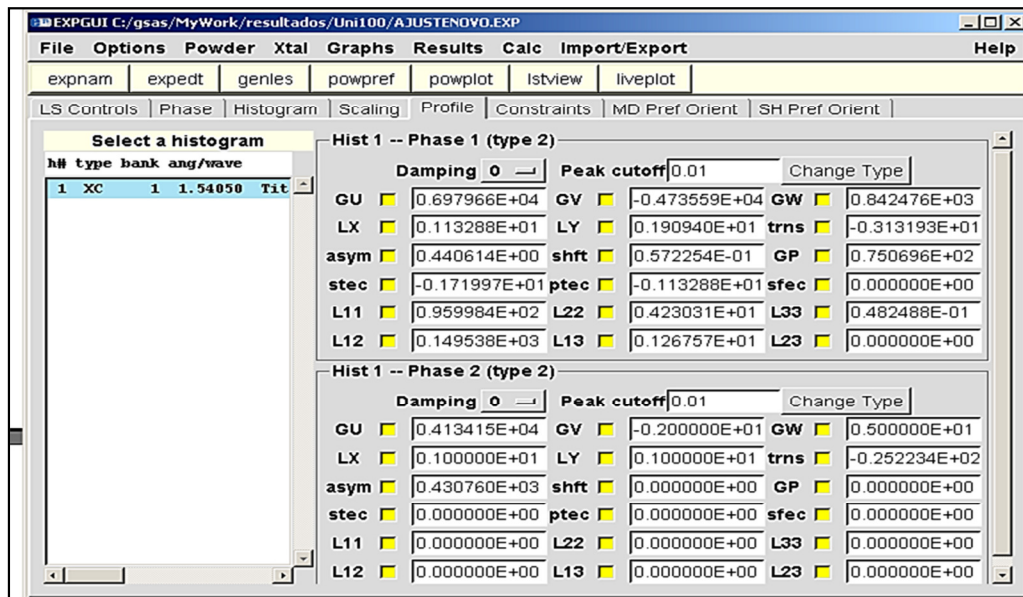 EXPGUI C:/gsas/MyWork/resultados/Uni100/AJUSTENOVO.EXP
File Options Powder Xtal Graphs Results Calc Import/Export Help
expnam expedt genles powpref powplot lstview liveplot
LS Controls Phase Histogram Scaling Profile Constraints MD Pref Orient SH Pref Orient
Select a histogram
h# type bank ang/wave
1 XC 1 1.54050 Tit
Hist 1 -- Phase 1 (type 2)
Damping 0 Peak cutoff 0.01 Change Type
GU 0.697966E+04 GV -0.473559E+04 GW 0.842476E+03
LX 0.113288E+01 LY 0.190940E+01 trns -0.313193E+01
asym 0.440614E+00 shft 0.572254E-01 GP 0.750696E+02
stec -0.171997E+01 ptec -0.113288E+01 sfec 0.000000E+00
L11 0.959984E+02 L22 0.423031E+01 L33 0.482488E-01
L12 0.149538E+03 L13 0.126757E+01 L23 0.000000E+00
Hist 1 -- Phase 2 (type 2)
Damping 0 Peak cutoff 0.01 Change Type
GU 0.413415E+04 GV -0.200000E+01 GW 0.500000E+01
LX 0.100000E+01 LY 0.100000E+01 trns -0.252234E+02
asym 0.430760E+03 shft 0.000000E+00 GP 0.000000E+00
stec 0.000000E+00 ptec 0.000000E+00 sfec 0.000000E+00
L11 0.000000E+00 L22 0.000000E+00 L33 0.000000E+00
L12 0.000000E+00 L13 0.000000E+00 L23 0.000000E+00